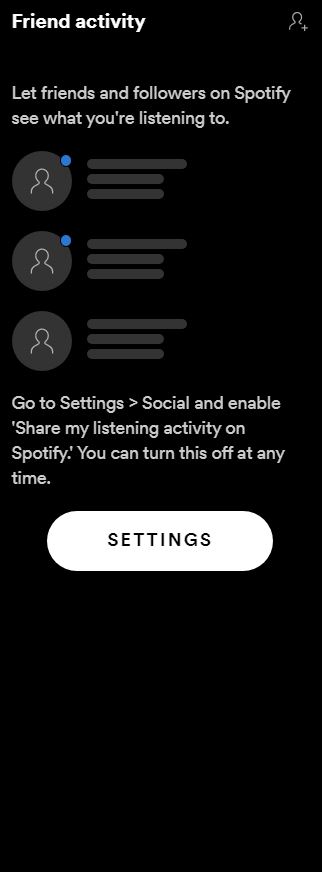 Friend activity
Let friends and followers on Spotify
see what you're listening to.
Go to Settings > Social and enable
'Share my listening activity on
Spotify.' You can turn this off at any
time.
SETTINGS